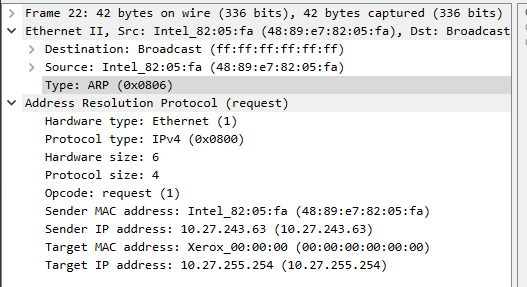 Frame 22: 42 bytes on wire (336 bits), 42 bytes captured (336 bits)
Ethernet II, Src: Intel_82:05:fa (48:89:e7:82:05:fa), Dst: Broadcast
Destination: Broadcast (ff:ff:ff:ff:ff:ff)
Source: Intel_82:05:fa (48:89:e7:82:05:fa)
Type: ARP (0x0806)
Address Resolution Protocol (request)
Hardware type: Ethernet (1)
Protocol type: IPv4 (0x0800)
Hardware size: 6
Protocol size: 4
Opcode: request (1)
Sender MAC address: Intel_82:05:fa (48:89:e7:82:05:fa)
Sender IP address: 10.27.243.63 (10.27.243.63)
Target MAC address: Xerox_00:00:00 (00:00:00:00:00:00)
Target IP address: 10.27.255.254 (10.27.255.254)